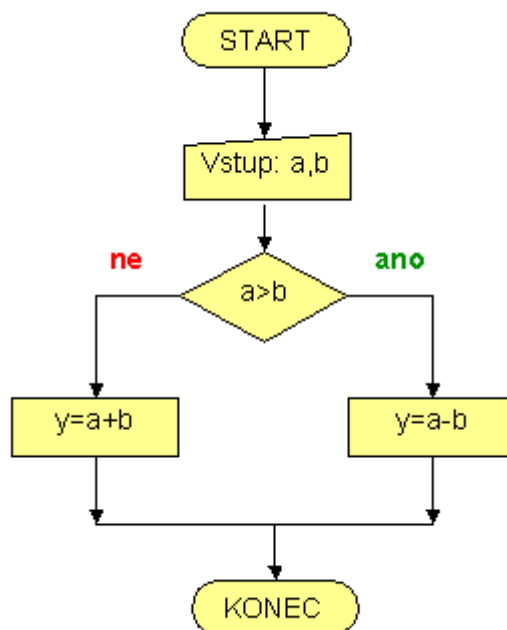 START
Vstup: a,b
ne
ano
a>b
y=a+b
y=a-b
KONEC